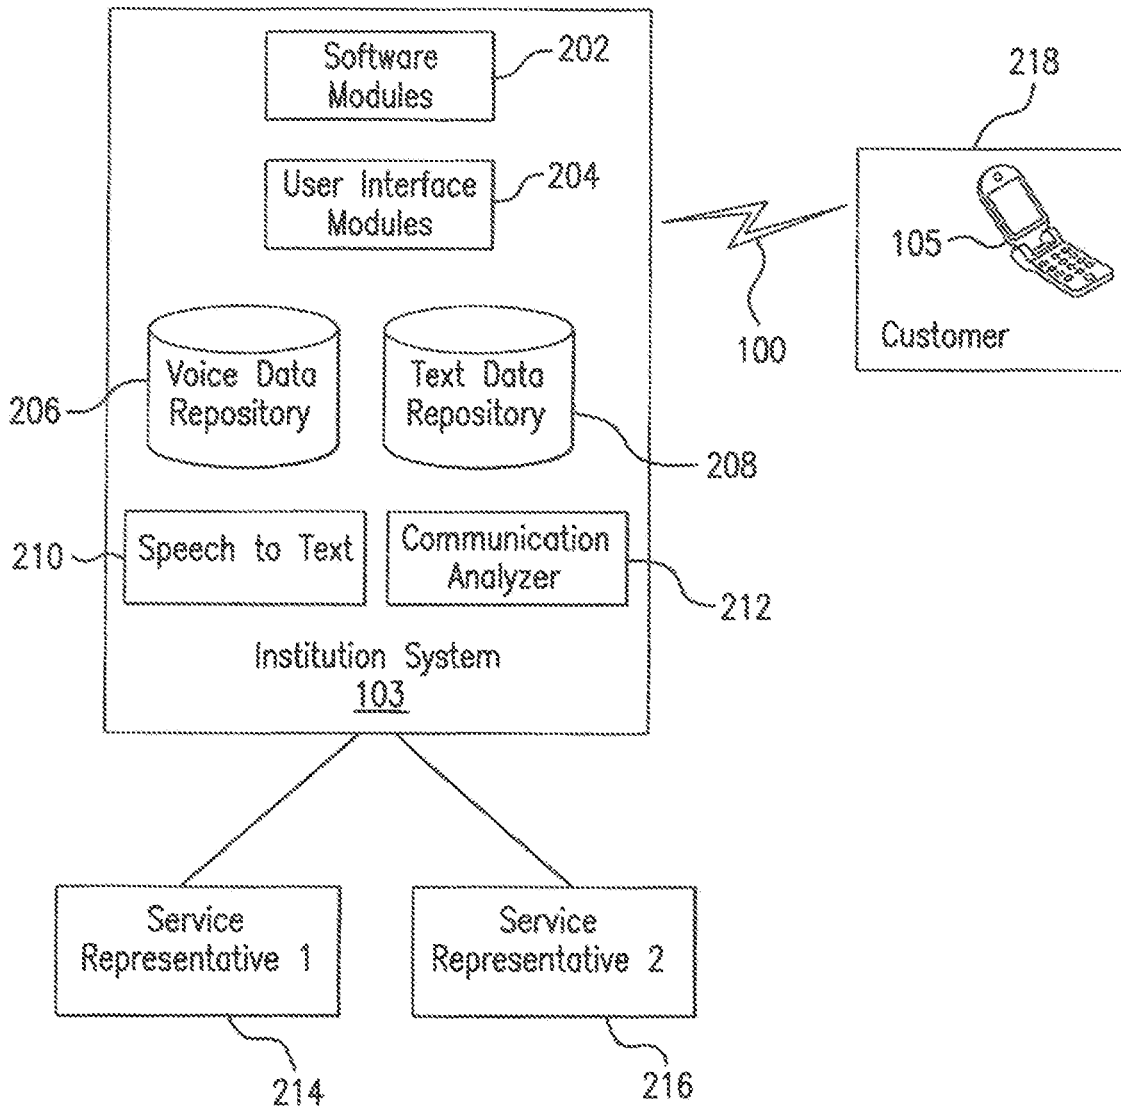 Software
Modules
202
User Interface
Modules
204
218
105
Customer
100
Voice Data
Repository
206
Text Data
Repository
208
Speech to Text
210
Communication
Analyzer
212
Institution System
103
Service
Representative 1
214
Service
Representative 2
216